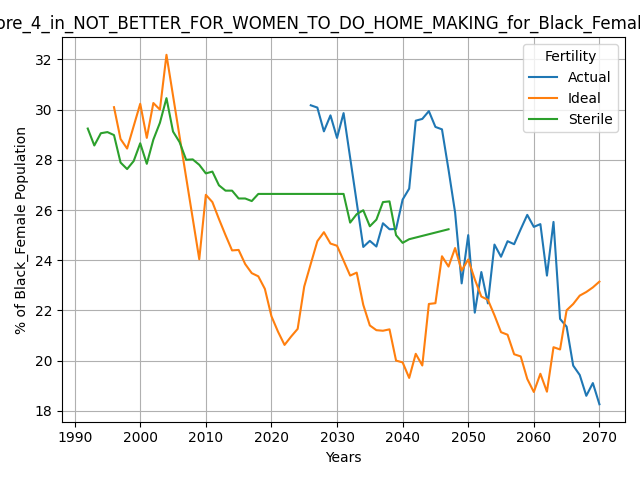 ore_4_in_NOT_BETTER_FOR_WOMEN_TO_DO_HOME_MAKING_for_Black_Femal
Fertility
Actual
Ideal
Sterile
% of Black_Female Population
32
30
28
26
24
22
20
18
1990 2000 2010 2020 2030 2040 2050 2060 2070
Years